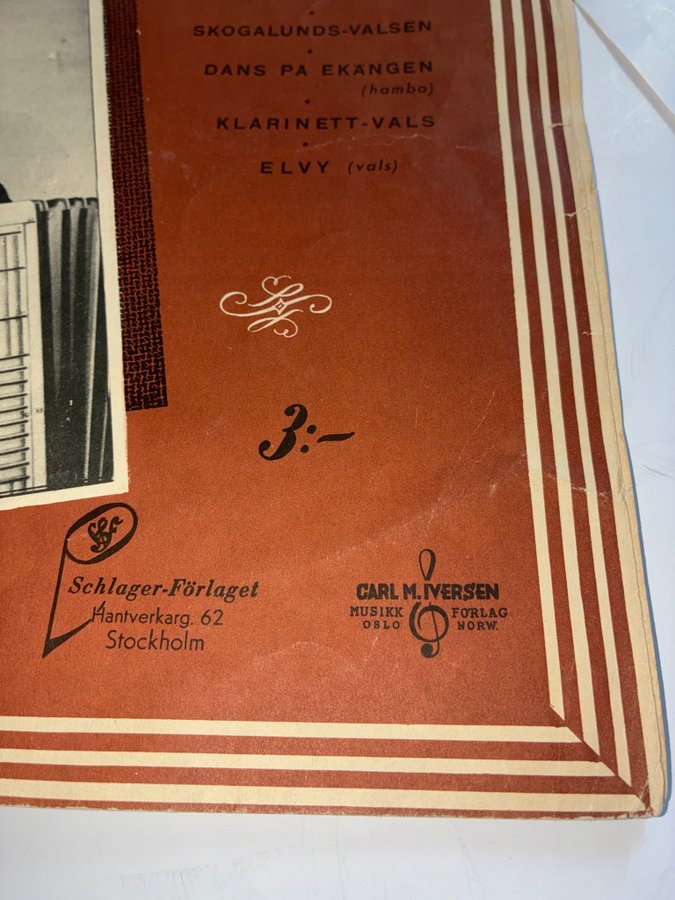 SKOGALUNDS-VALSEN
DANS PÅ EKÄNGEN
(hambo)
KLARINETT-VALS
ELVY (vals)
3:-
SF
Schlager-Förlaget
Hantverkarg. 62
Stockholm
CARL M. IVERSEN
MUSIKK FORLAG
OSLO NORW.